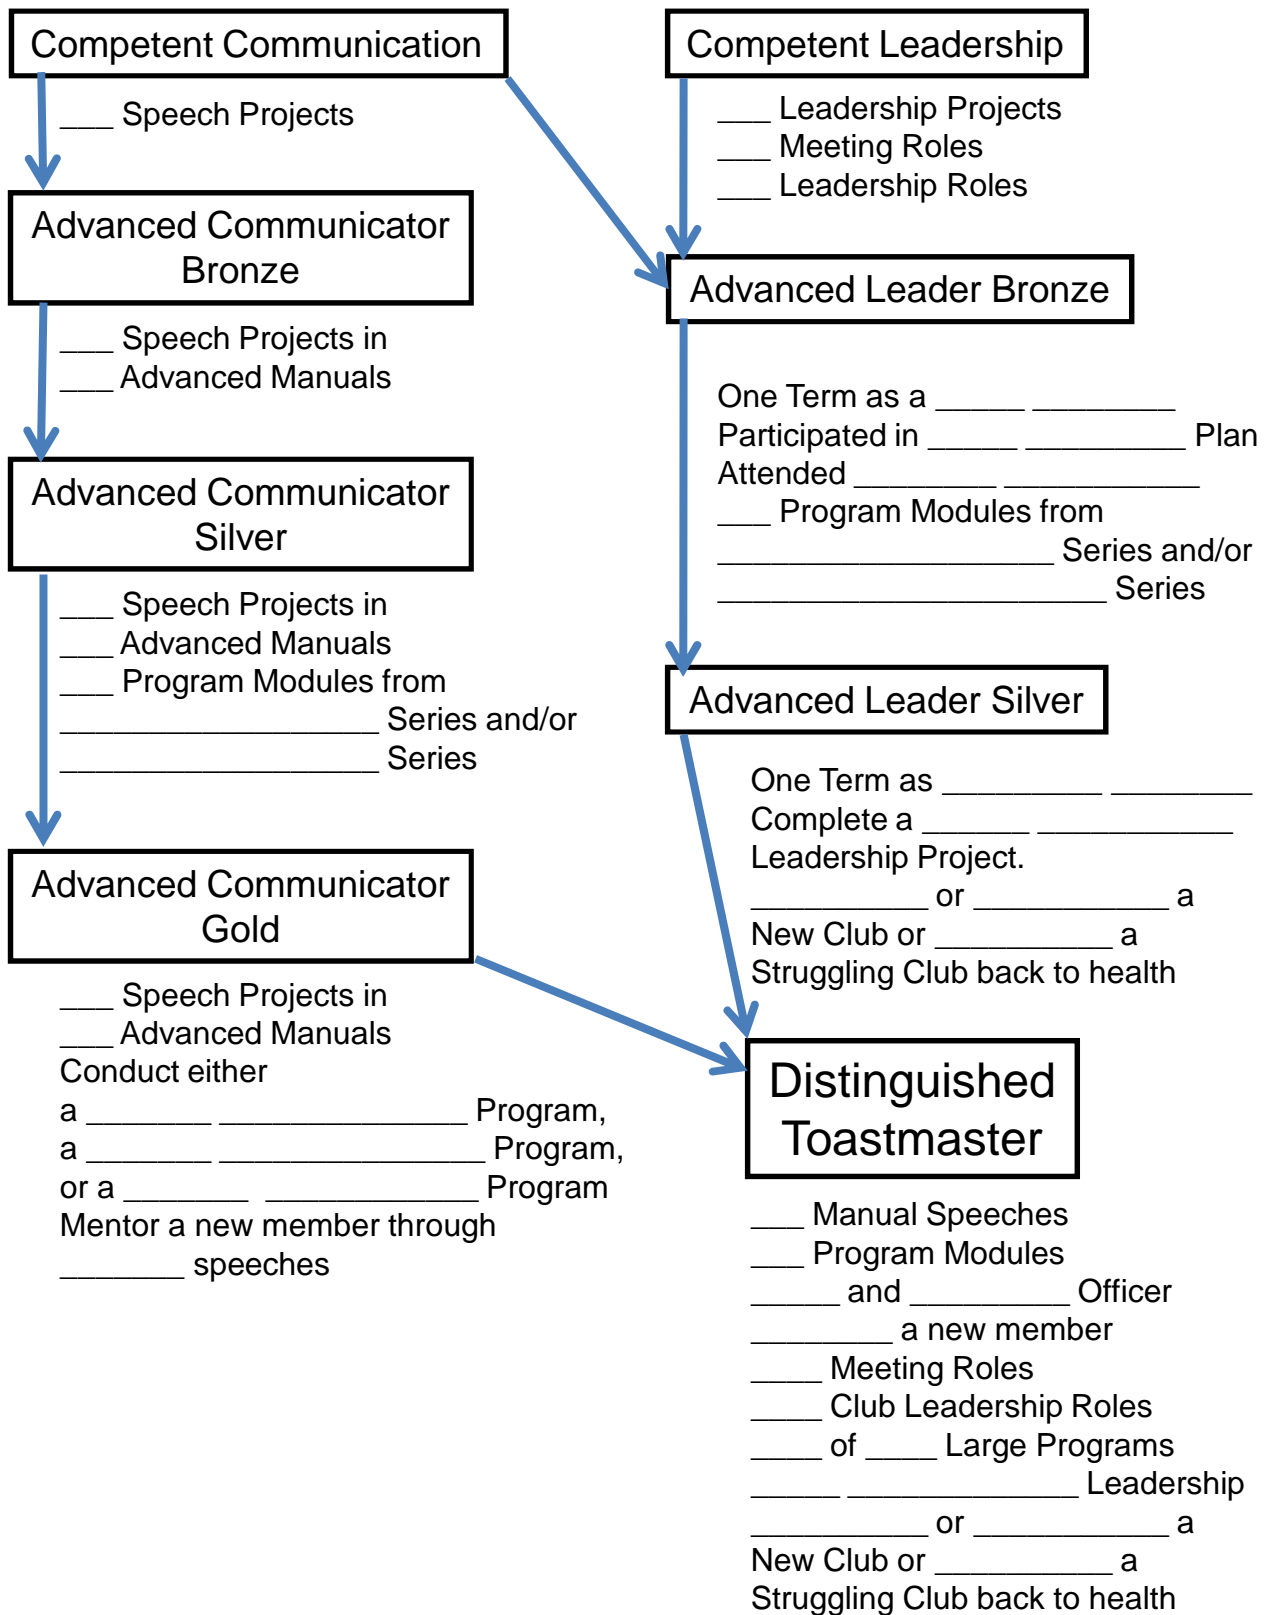 Competent Communication
___ Speech Projects
Advanced Communicator
Bronze
___ Speech Projects in
___ Advanced Manuals
Advanced Communicator
Silver
___ Speech Projects in
___ Advanced Manuals
___ Program Modules from
__________________ Series and/or
__________________ Series
Advanced Communicator
Gold
___ Speech Projects in
___ Advanced Manuals
Conduct either
a _______ ______________ Program,
a _______ _______________ Program,
or a _______ ____________ Program
Mentor a new member through
_______ speeches
Competent Leadership
___ Leadership Projects
___ Meeting Roles
___ Leadership Roles
Advanced Leader Bronze
One Term as a _____ ________
Participated in _____ _________ Plan
Attended ________ ___________
___ Program Modules from
___________________ Series and/or
______________________ Series
Advanced Leader Silver
One Term as _________ ________
Complete a ______ ___________
Leadership Project.
__________ or ___________ a
New Club or __________ a
Struggling Club back to health
Distinguished
Toastmaster
___ Manual Speeches
___ Program Modules
_____ and _________ Officer
________ a new member
____ Meeting Roles
____ Club Leadership Roles
____ of ____ Large Programs
_____ _____________ Leadership
__________ or ___________ a
New Club or __________ a
Struggling Club back to health